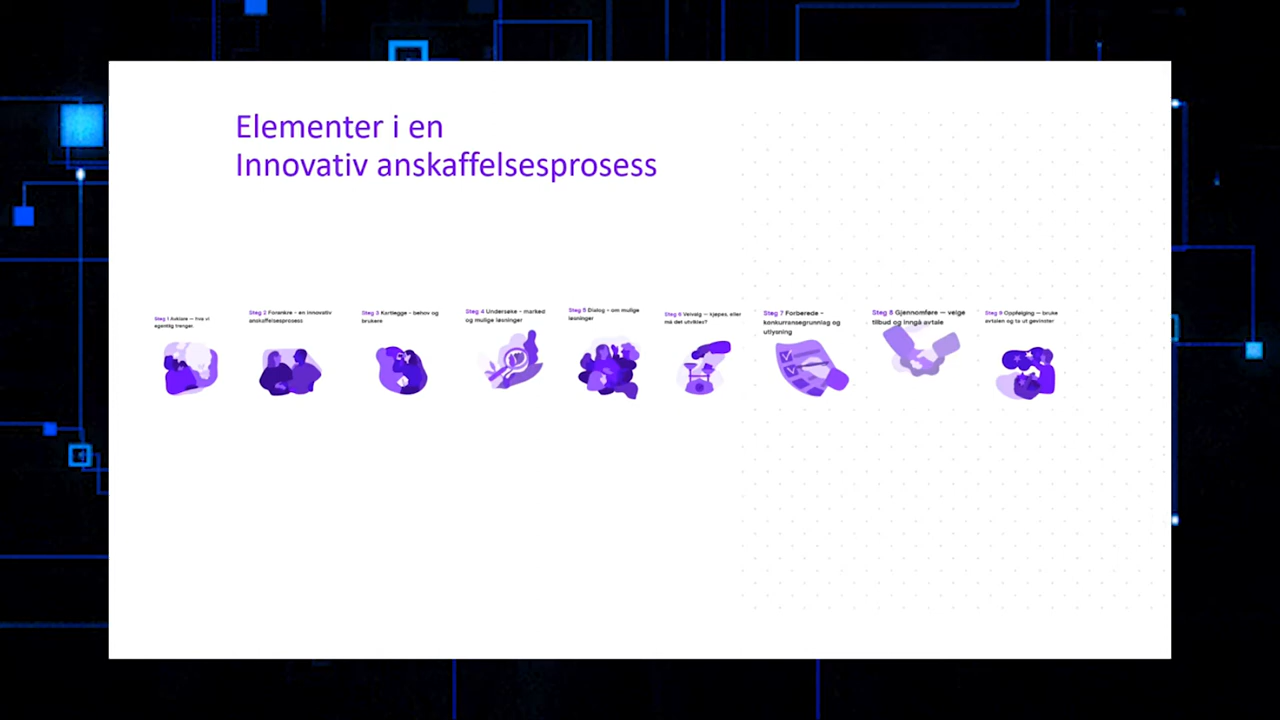 Elementer i en
Innovativ anskaffelsesprosess
Steg 1 Avklare – hva vi
egentlig trenger.
Steg 2 Forankre – en innovativ
anskaffelsesprosess
Steg 3 Kartlegge – behov og
brukere
Steg 4 Undersøke – marked
og mulige løsninger
Steg 5 Dialog – om mulige
løsninger
Steg 6 Veivalg – kjøpes, eller
må det utvikles?
Steg 7 Forberede –
konkurransegrunnlag og
utlysning
Steg 8 Gjennomføre – velge
tilbud og inngå avtale
Steg 9 Oppfølging – bruke
avtalen og ta ut gevinster